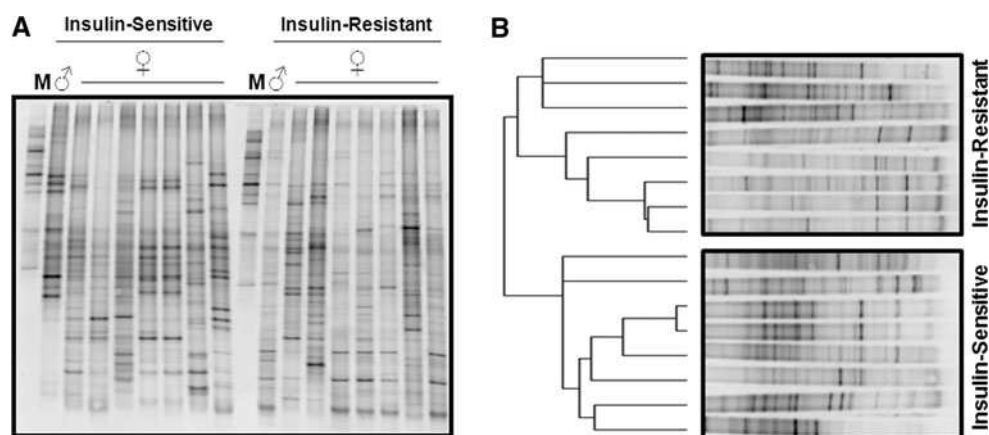 A
Insulin-Sensitive
Insulin-Resistant
♀
♀
M ♂
M ♂
B
Insulin-Resistant
Insulin-Sensitive